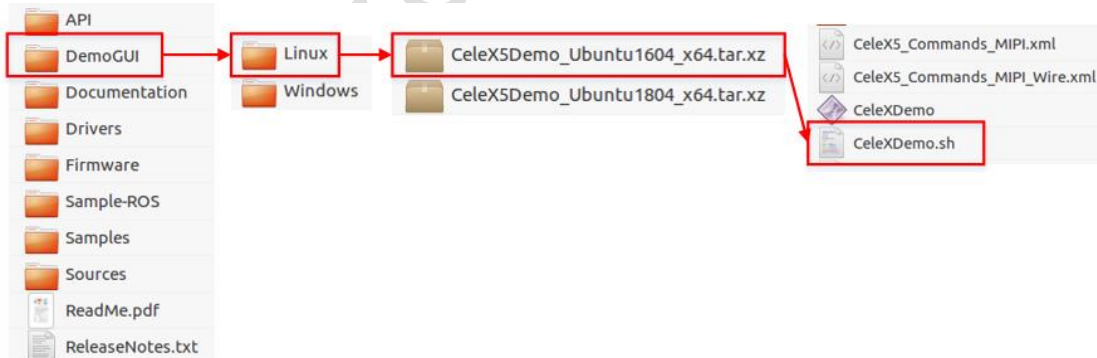 API
DemoGUI
Documentation
Drivers
Firmware
Sample-ROS
Samples
Sources
ReadMe.pdf
ReleaseNotes.txt
Linux
Windows
CeleX5Demo_Ubuntu1604_x64.tar.xz
CeleX5Demo_Ubuntu1804_x64.tar.xz
CeleX5_Commands_MIPI.xml
CeleX5_Commands_MIPI_Wire.xml
CeleXDemo
CeleXDemo.sh